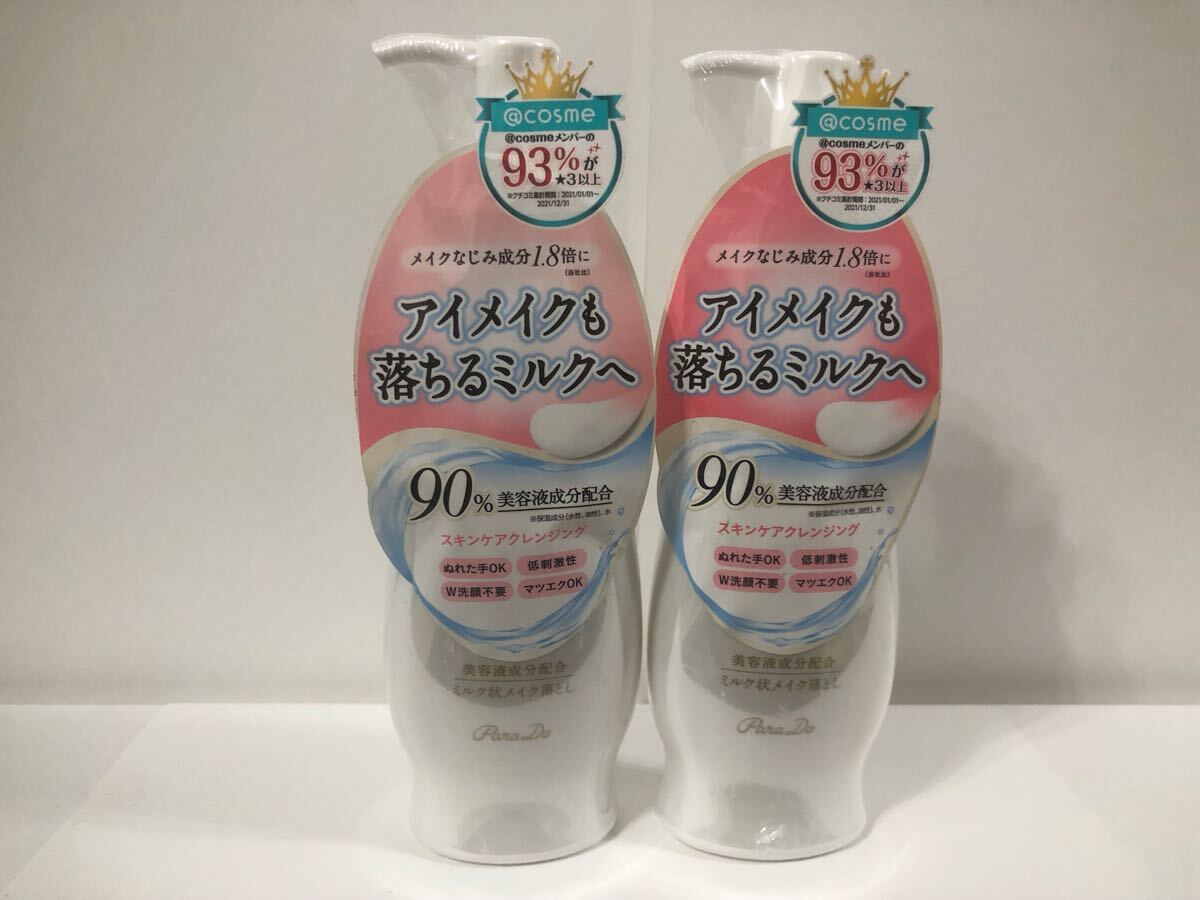 @cosme
@cosmeメンバーの
93%が
★3以上
※クチコミ集計期間:2021/01/01~
2021/12/31
メイクなじみ成分1.8倍に
(当社比)
アイメイクも
落ちるミルクへ
90%美容液成分配合
※保湿成分(水性、油性)、水
スキンケアクレンジング
ぬれた手OK 低刺激性
W洗顔不要 マツエクOK
美容液成分配合
ミルク状メイク落とし
ParaDo
@cosme
@cosmeメンバーの
93%が
★3以上
※クチコミ集計期間:2021/01/01~
2021/12/31
メイクなじみ成分1.8倍に
(当社比)
アイメイクも
落ちるミルクへ
90%美容液成分配合
※保湿成分(水性、油性)、水
スキンケアクレンジング
ぬれた手OK 低刺激性
W洗顔不要 マツエクOK
美容液成分配合
ミルク状メイク落とし
ParaDo